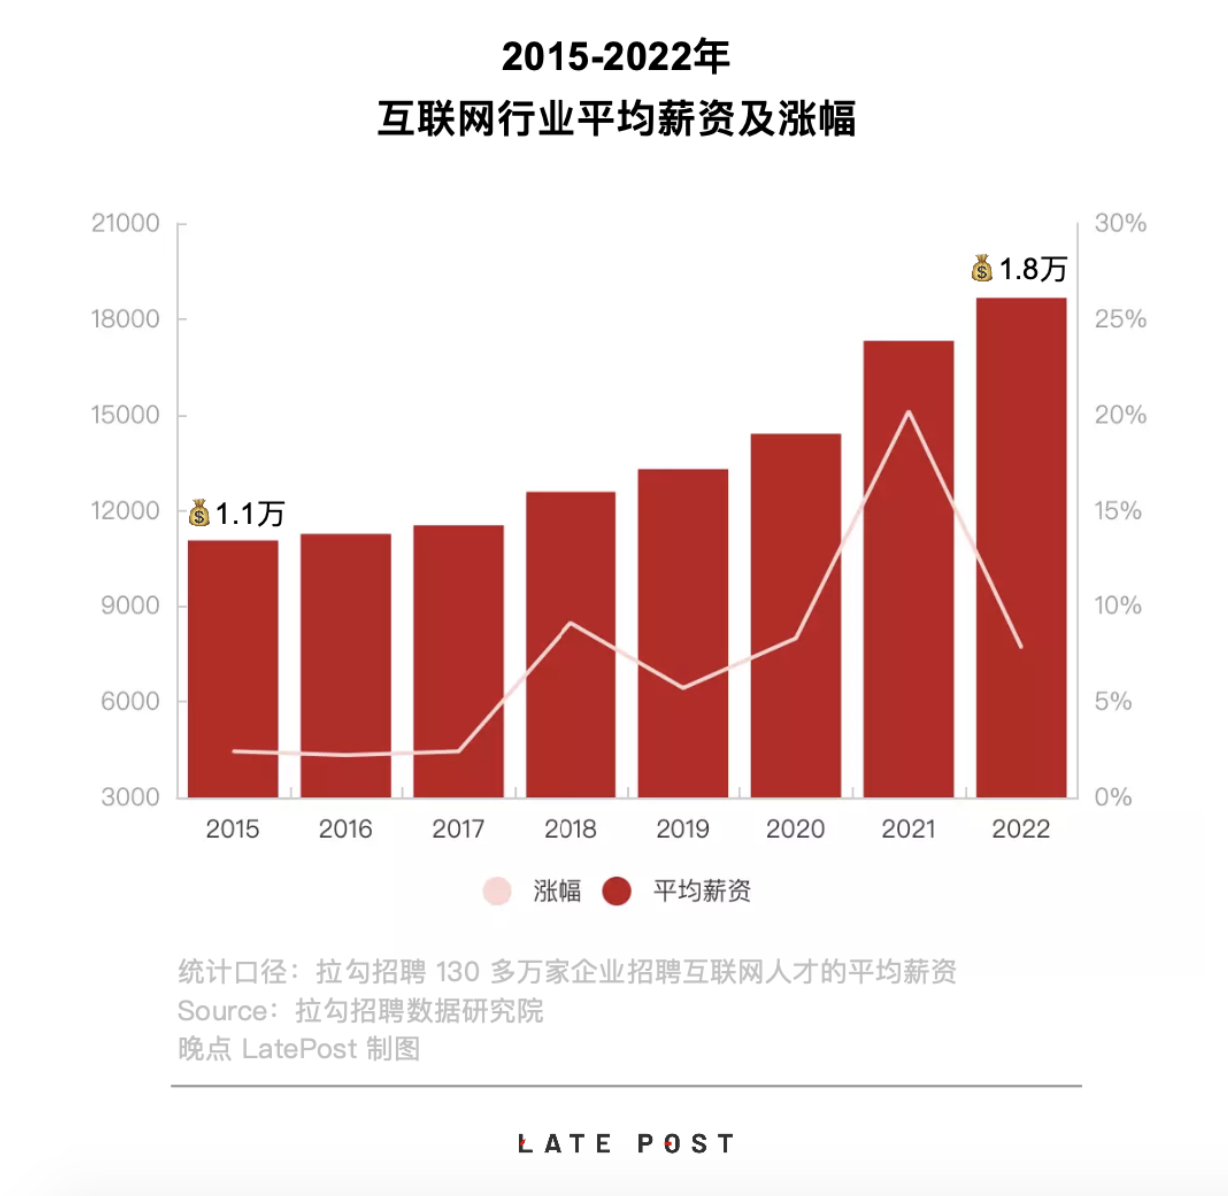 2015-2022年
互联网行业平均薪资及涨幅
21000
18000
15000
12000
9000
6000
3000
30%
25%
20%
15%
10%
5%
0%
1.1万
1.8万
2015 2016 2017 2018 2019 2020 2021 2022
涨幅 平均薪资
统计口径：拉勾招聘 130 多万家企业招聘互联网人才的平均薪资
Source：拉勾招聘数据研究院
晚点 LatePost 制图
LATE POST